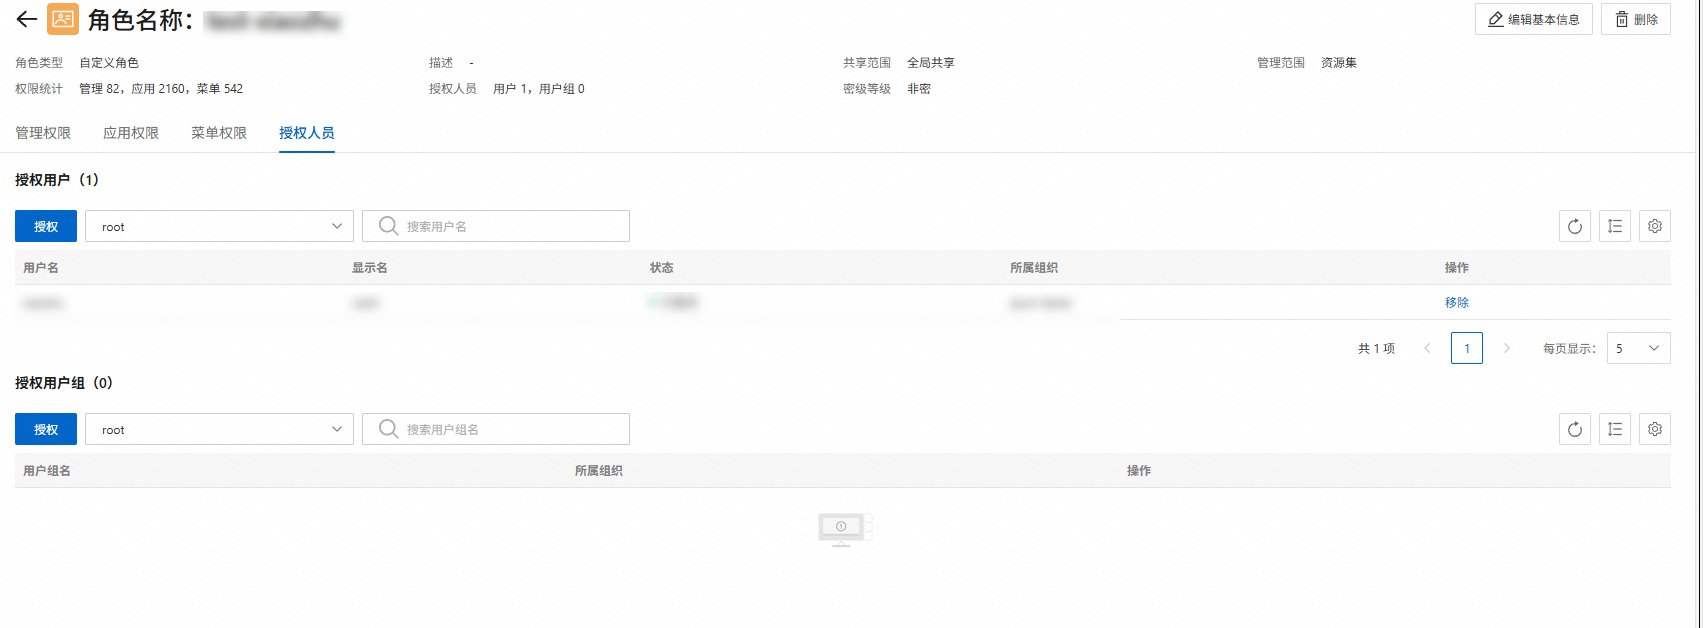 角色名称：
编辑基本信息 删除
角色类型 自定义角色 描述 - 共享范围 全局共享 管理范围 资源集
权限统计 管理 82，应用 2160，菜单 542 授权人员 用户 1，用户组 0 密级等级 非密
管理权限 应用权限 菜单权限 授权人员
授权用户（1）
授权 root 搜索用户名
用户名 显示名 状态 所属组织 操作
移除
共 1 项 1 每页显示： 5
授权用户组（0）
授权 root 搜索用户组名
用户组名 所属组织 操作